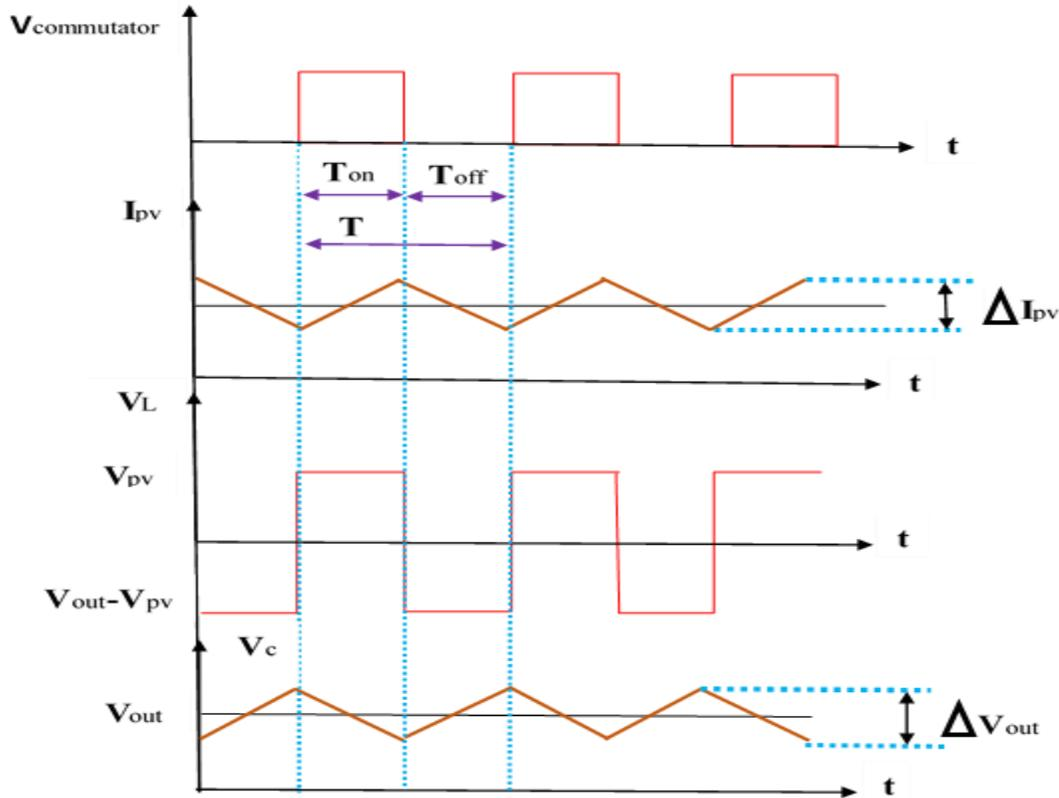 Vcommutator
t
Ton
Toff
T
Ipv
ΔIpv
t
VL
Vpv
t
Vout-Vpv
Vc
Vout
ΔVout
t